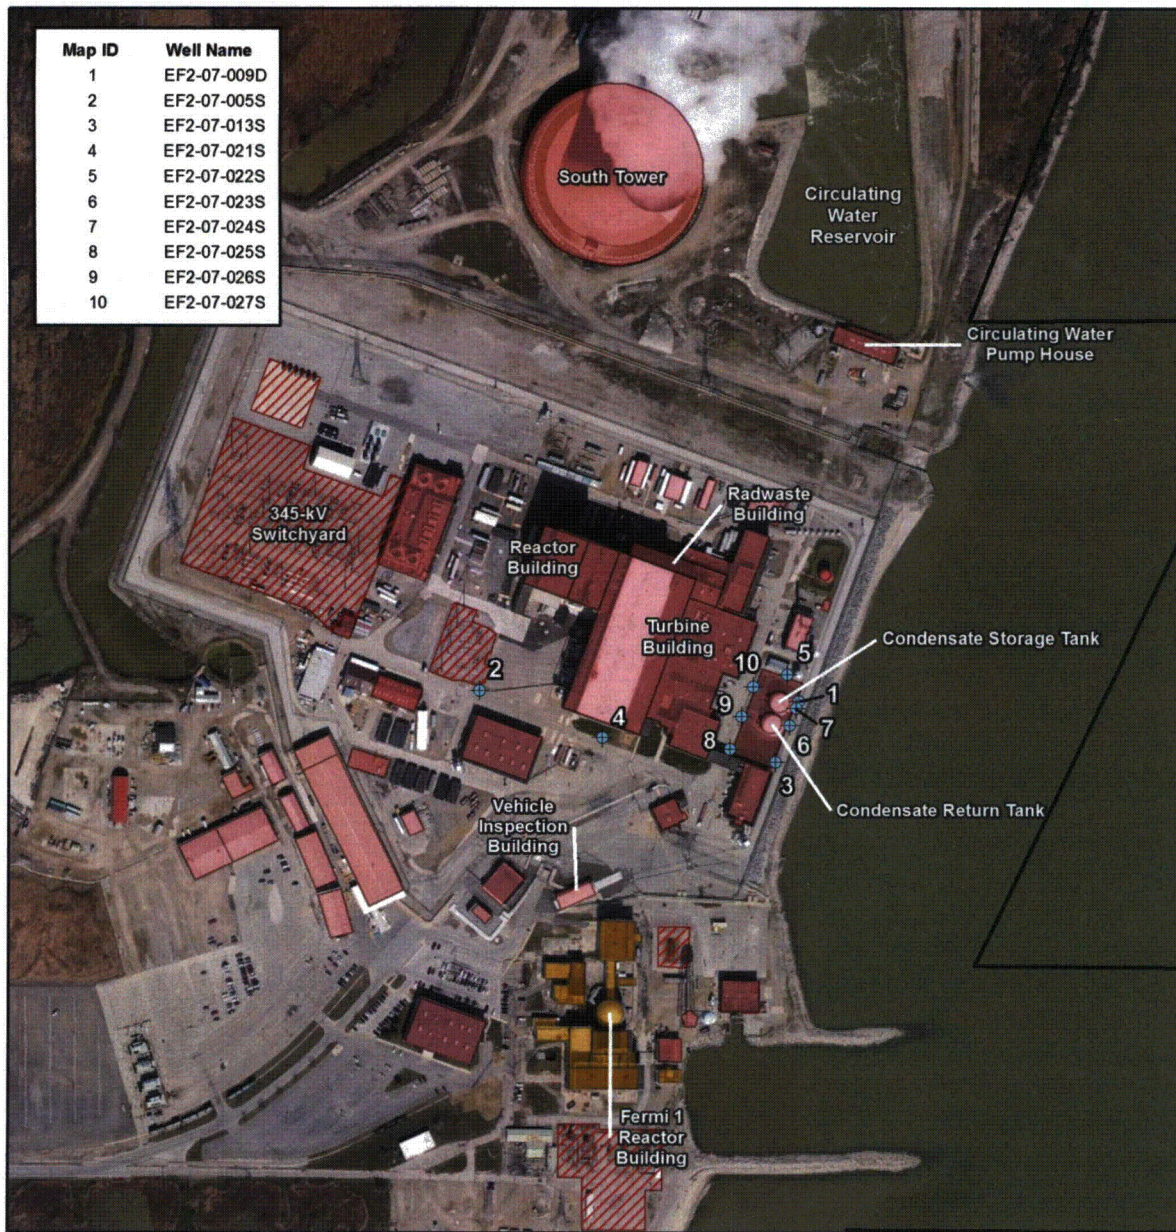 Map ID Well Name
1 EF2-07-009D
2 EF2-07-005S
3 EF2-07-013S
4 EF2-07-021S
5 EF2-07-022S
6 EF2-07-023S
7 EF2-07-024S
8 EF2-07-025S
9 EF2-07-026S
10 EF2-07-027S
South Tower
Circulating
Water
Reservoir
Circulating Water
Pump House
345-kV
Switchyard
Reactor
Building
Radwaste
Building
Turbine
Building
Condensate Storage Tank
5
10
1
2
9
7
4
8
6
3
Condensate Return Tank
Vehicle
Inspection
Building
Fermi 1
Reactor
Building